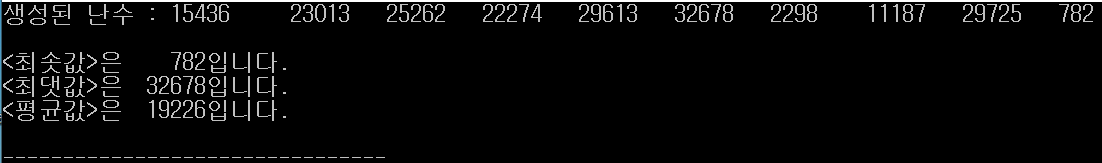 생성된 난수 : 15436 23013 25262 22274 29613 32678 2298 11187 29725 782
<최솟값>은 782입니다.
<최댓값>은 32678입니다.
<평균값>은 19226입니다.
--------------------------------